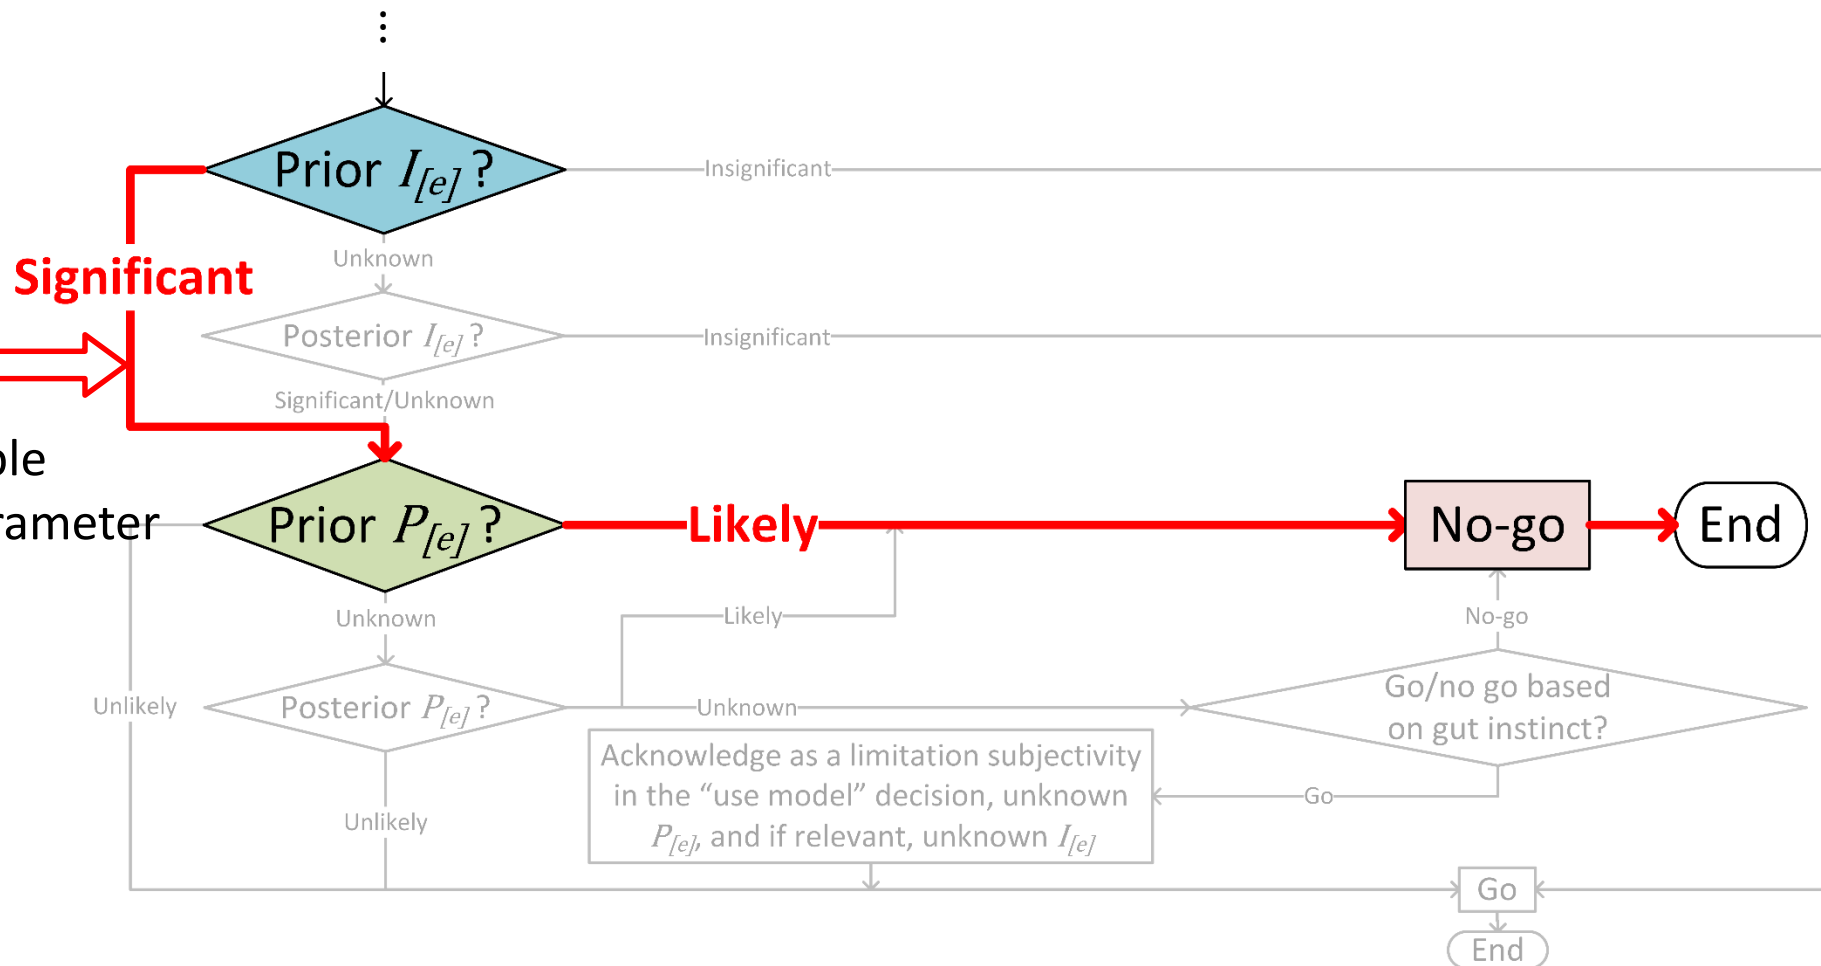 ⋮
Prior I[e] ?
Insignificant
Unknown
Significant
Posterior I[e] ?
Insignificant
Significant/Unknown
Prior P[e] ?
Likely
No-go
End
Unknown
Likely
No-go
Unlikely
Posterior P[e] ?
Unknown
Go/no go based
on gut instinct?
Acknowledge as a limitation subjectivity
in the “use model” decision, unknown
P[e], and if relevant, unknown I[e]
Go
Unlikely
Go
End